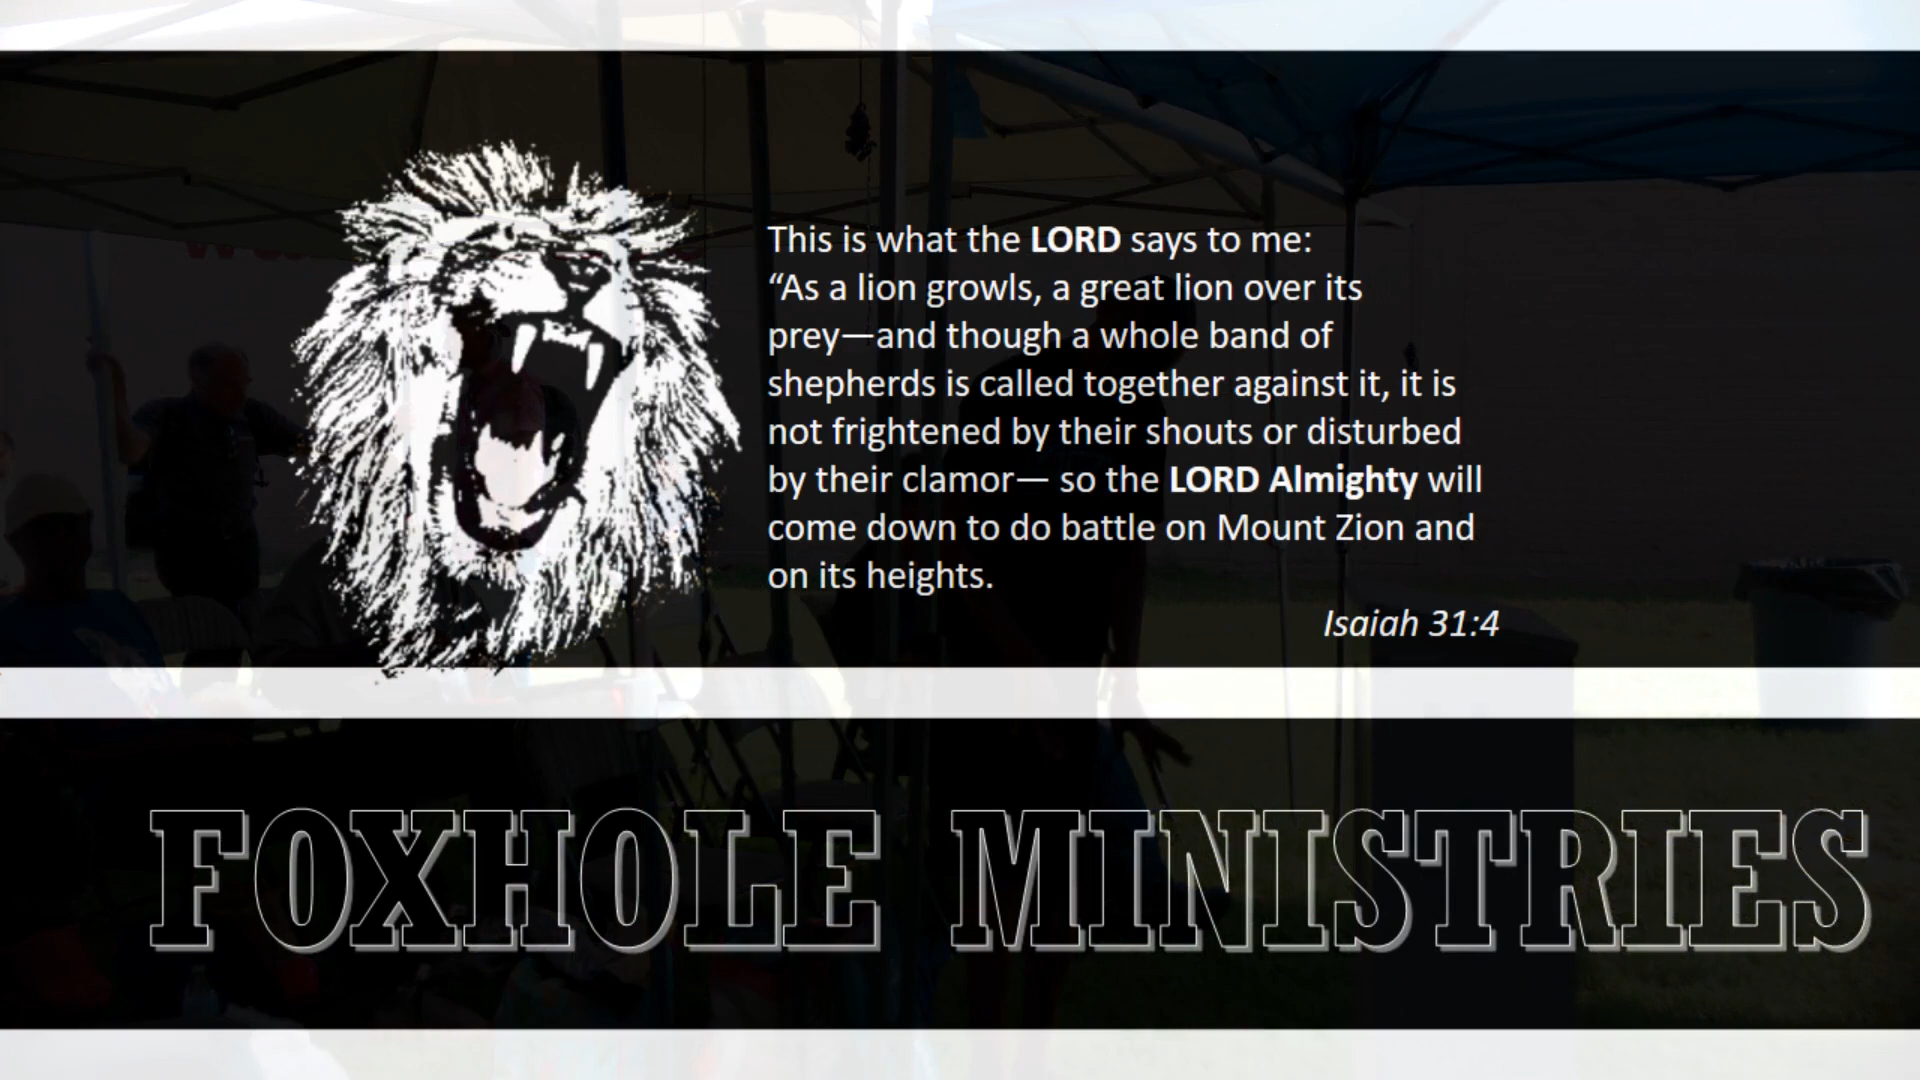 This is what the LORD says to me:
“As a lion growls, a great lion over its
prey—and though a whole band of
shepherds is called together against it, it is
not frightened by their shouts or disturbed
by their clamor— so the LORD Almighty will
come down to do battle on Mount Zion and
on its heights.
Isaiah 31:4
FOXHOLE MINISTRIES